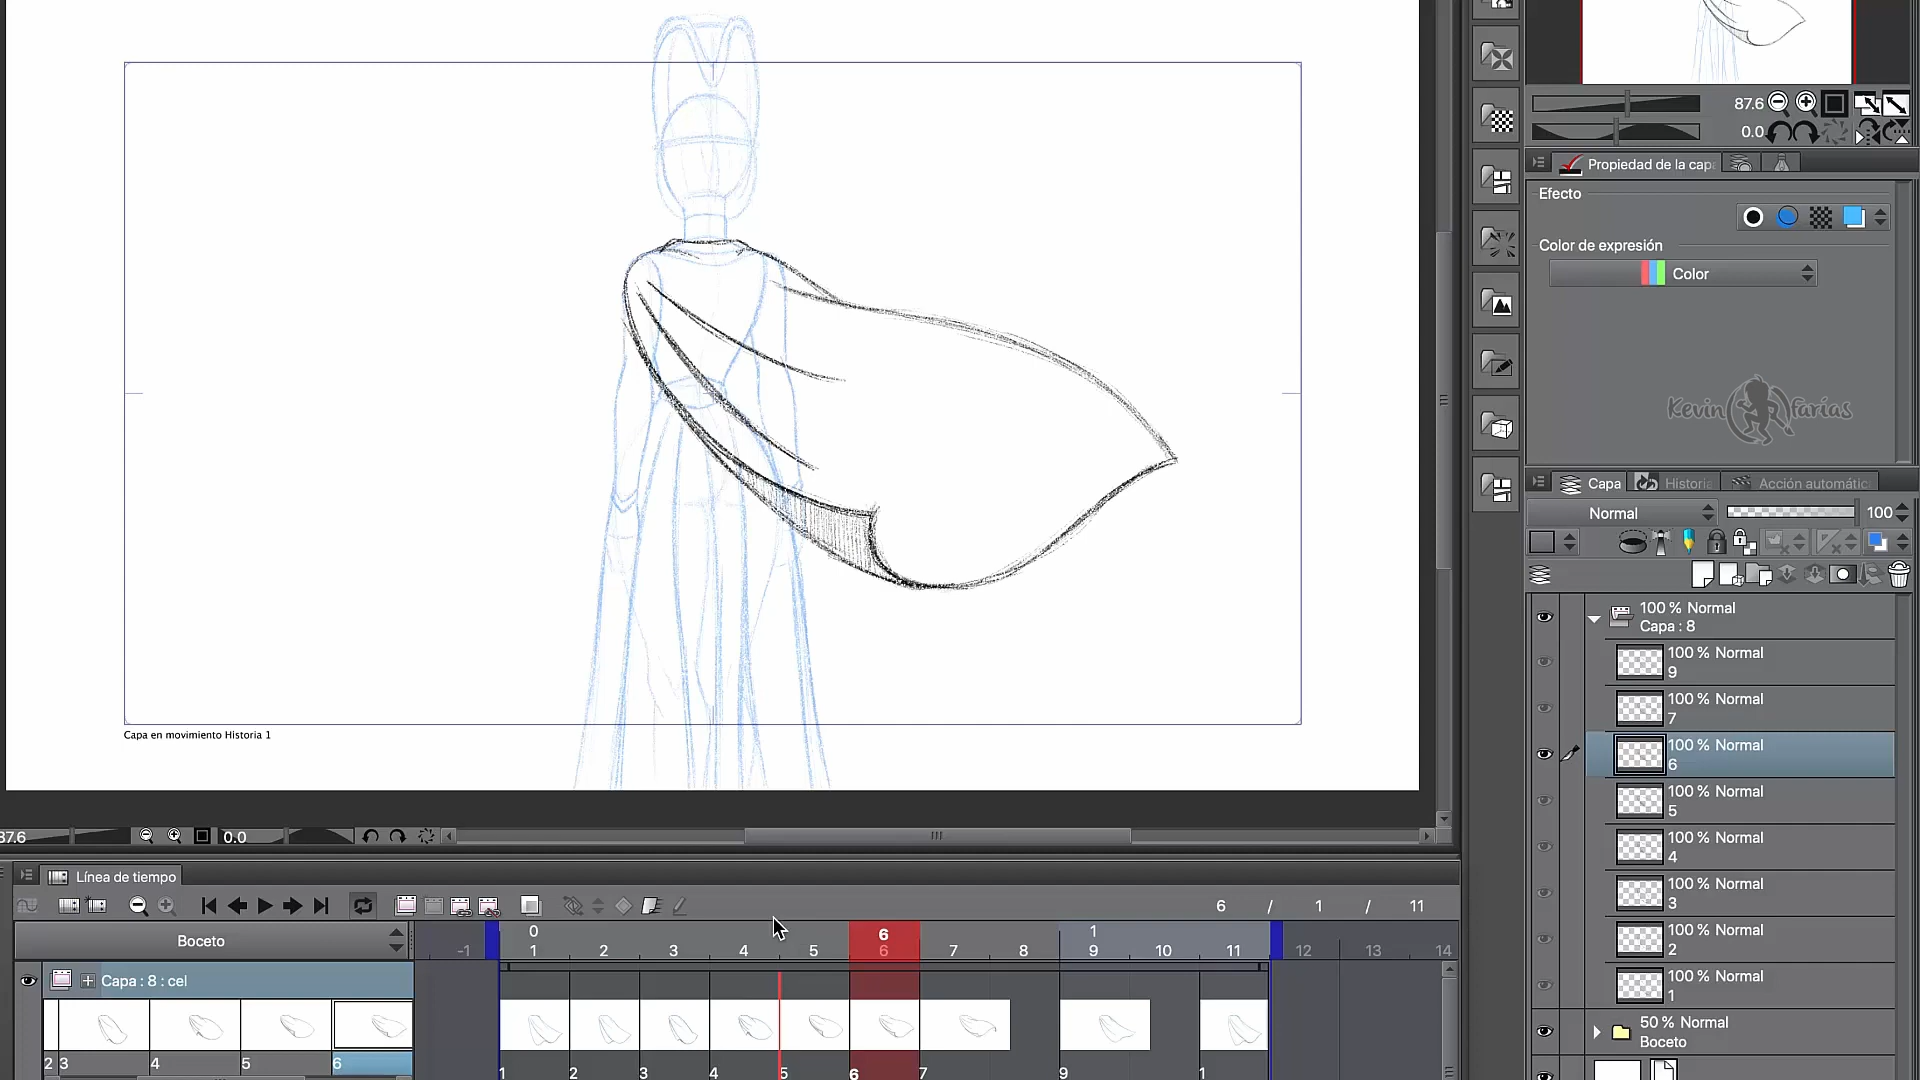 87.6
0.0
Propiedad de la capa
Efecto
Color de expresión
Color
Kevin farias
Capa
Historia
Acción automátic
Normal
100
100 % Normal
Capa : 8
100 % Normal
9
100 % Normal
7
100 % Normal
6
100 % Normal
5
100 % Normal
4
100 % Normal
3
100 % Normal
2
100 % Normal
1
50 % Normal
Boceto
Capa en movimiento Historia 1
37.6
0.0
Línea de tiempo
6 / 1 / 11
Boceto
0 6 1
-1 1 2 3 4 5 6 7 8 9 10 11 12 13 14
Capa : 8 : cel
2 3 4 5 6
1 2 3 4 5 6 7 9 1